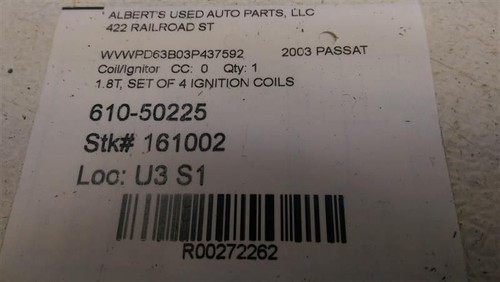 ALBERT'S USED AUTO PARTS, LLC
422 RAILROAD ST
WVWPD63B03P437592 2003 PASSAT
Coil/Ignitor CC: 0 Qty: 1
1.8T, SET OF 4 IGNITION COILS
610-50225
Stk# 161002
Loc: U3 S1
R00272262